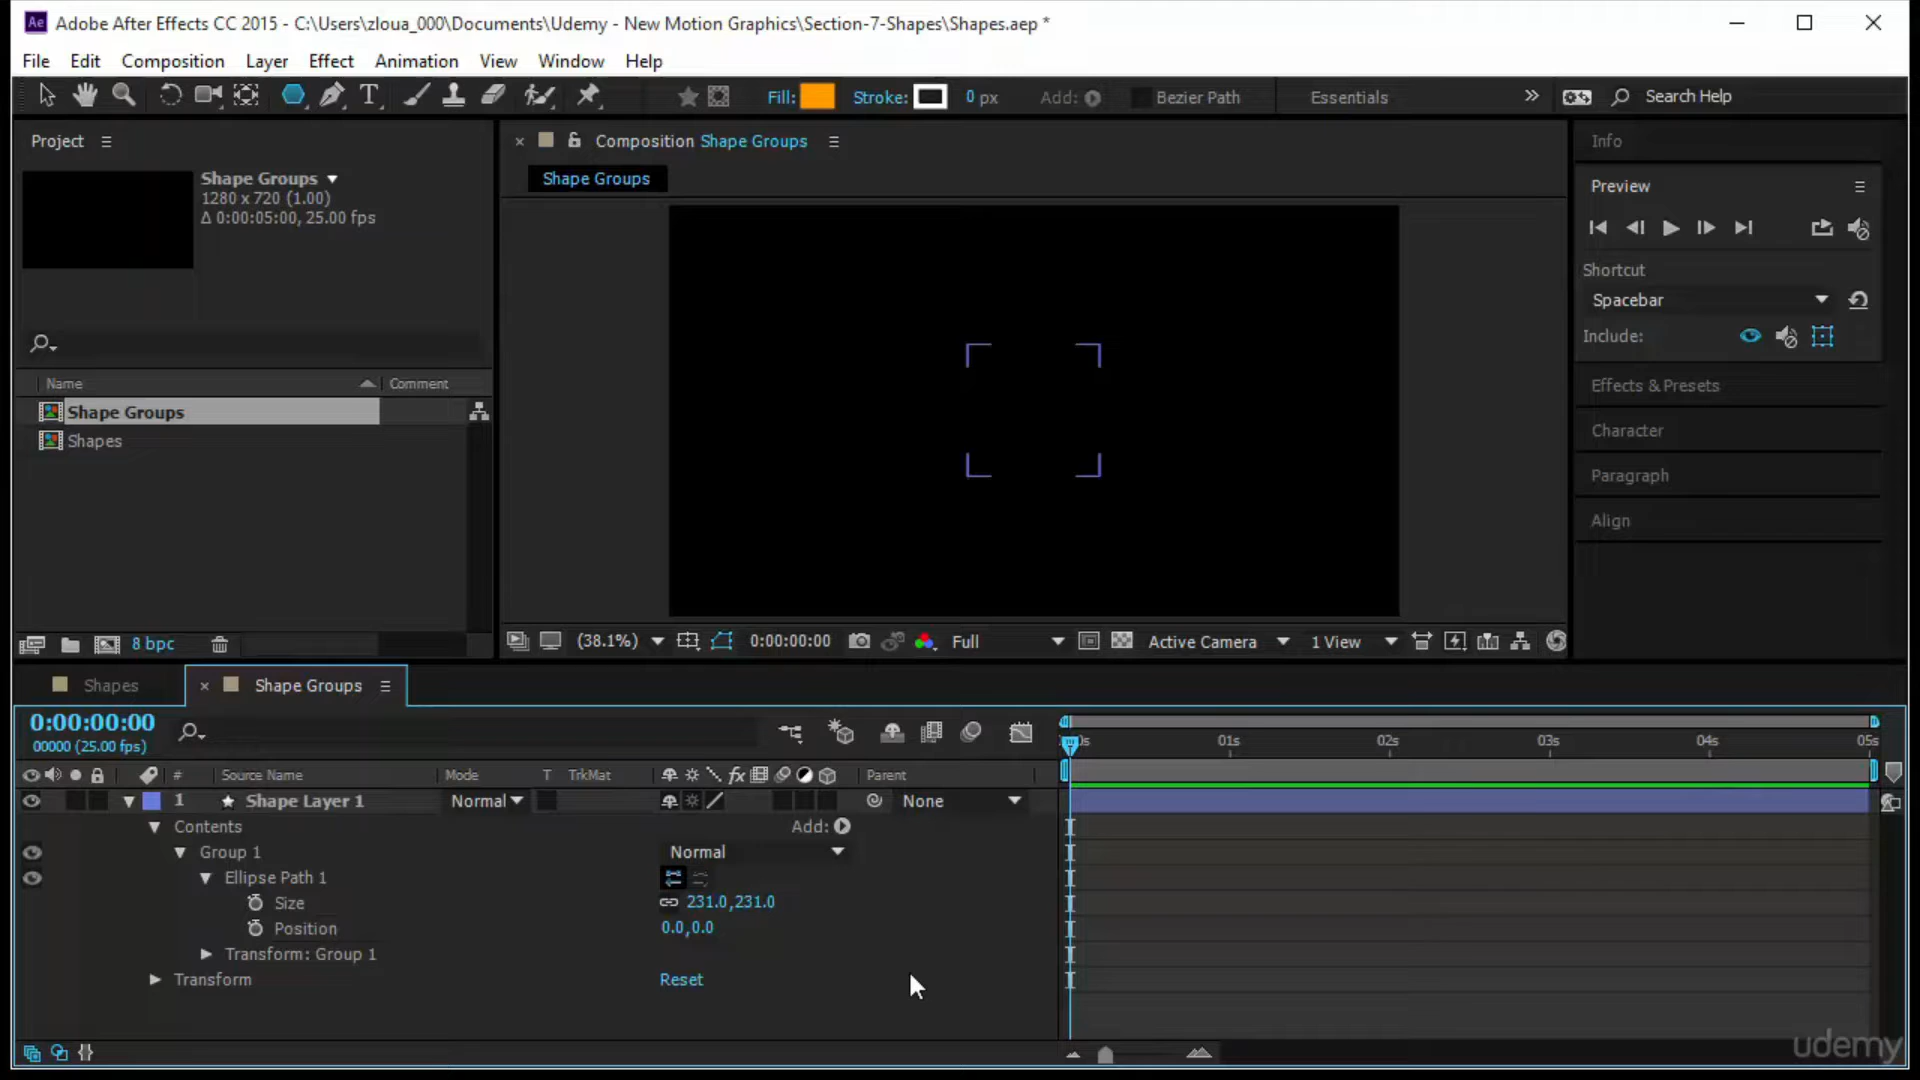 Ae Adobe After Effects CC 2015 - C:\Users\zloua_000\Documents\Udemy - New Motion Graphics\Section-7-Shapes\Shapes.aep *
File Edit Composition Layer Effect Animation View Window Help
T Fill: Stroke: 0 px Add: Bezier Path Essentials Search Help
Project
Composition Shape Groups
Info
Shape Groups
1280 x 720 (1.00)
Δ 0:00:05:00, 25.00 fps
Shape Groups
Preview
Shortcut
Spacebar
Include:
Name Comment
Effects & Presets
Shape Groups
Character
Shapes
Paragraph
Align
8 bpc
(38.1%) 0:00:00:00 Full Active Camera 1 View
Shapes Shape Groups
0:00:00:00
00000 (25.00 fps)
01s 02s 03s 04s 05s
# Source Name Mode T TrkMat fx Parent
1 Shape Layer 1 Normal None
Contents Add:
Group 1 Normal
Ellipse Path 1
Size 231.0,231.0
Position 0.0,0.0
Transform: Group 1
Transform Reset
udemy